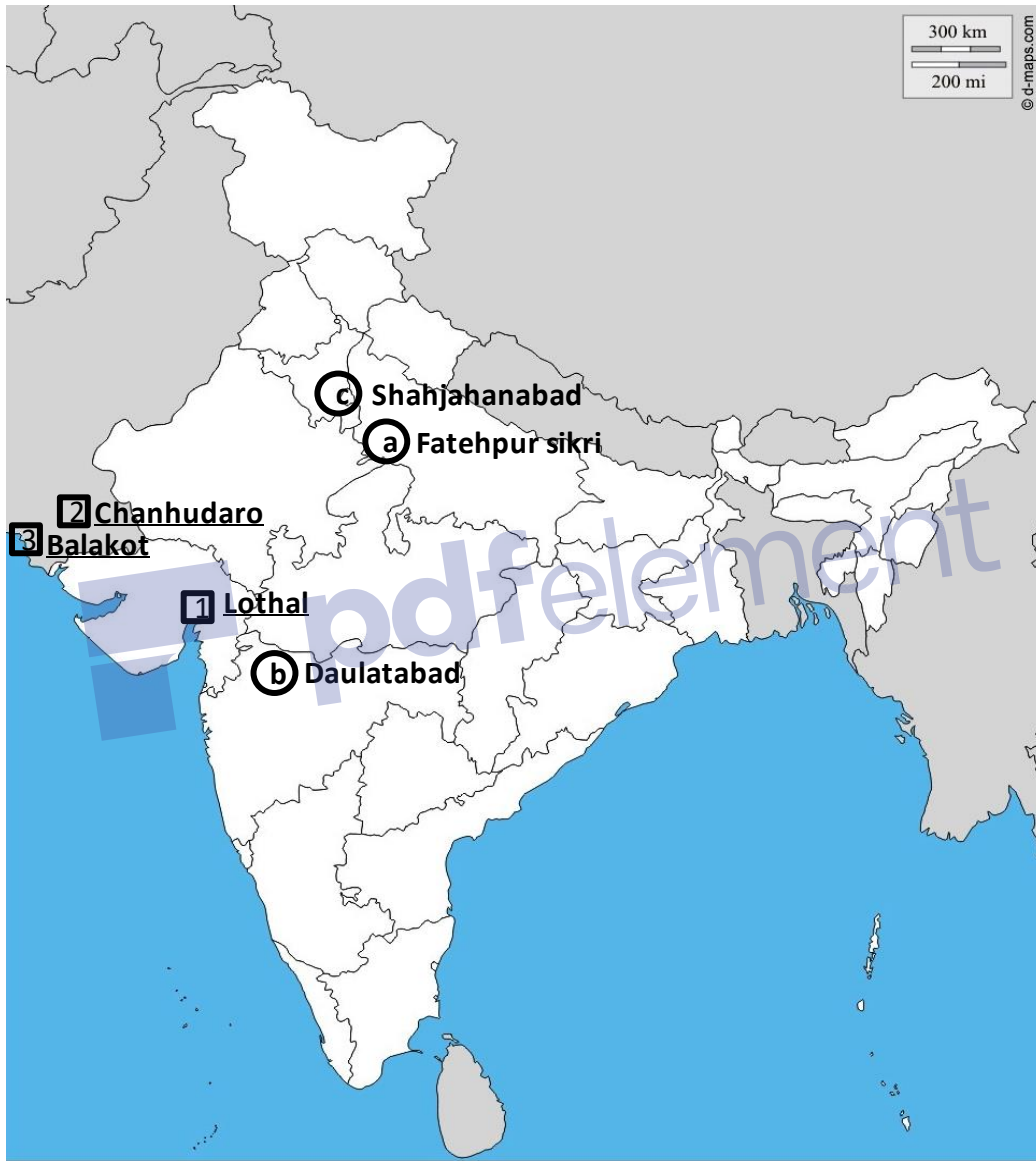 300 km
200 mi
© d-maps.com
c Shahjahanabad
a Fatehpur sikri
2 Chanhudaro
3 Balakot
1 Lothal
b Daulatabad
pdfelement